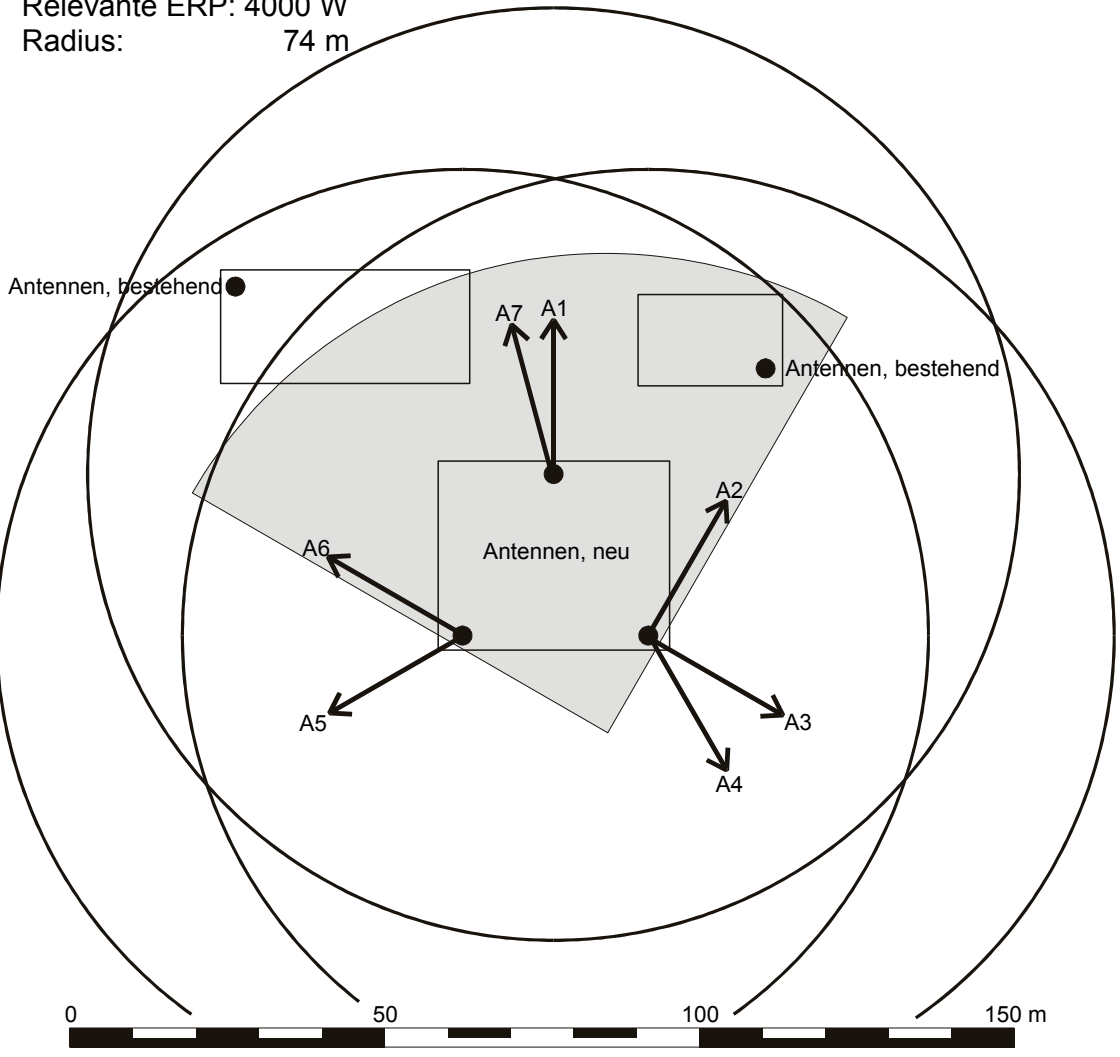 Relevante ERP: 4000 W
Radius: 74 m
Antennen, bestehend
A7 A1
Antennen, bestehend
A2
A6
Antennen, neu
A5
A3
A4
0 50 100 150 m